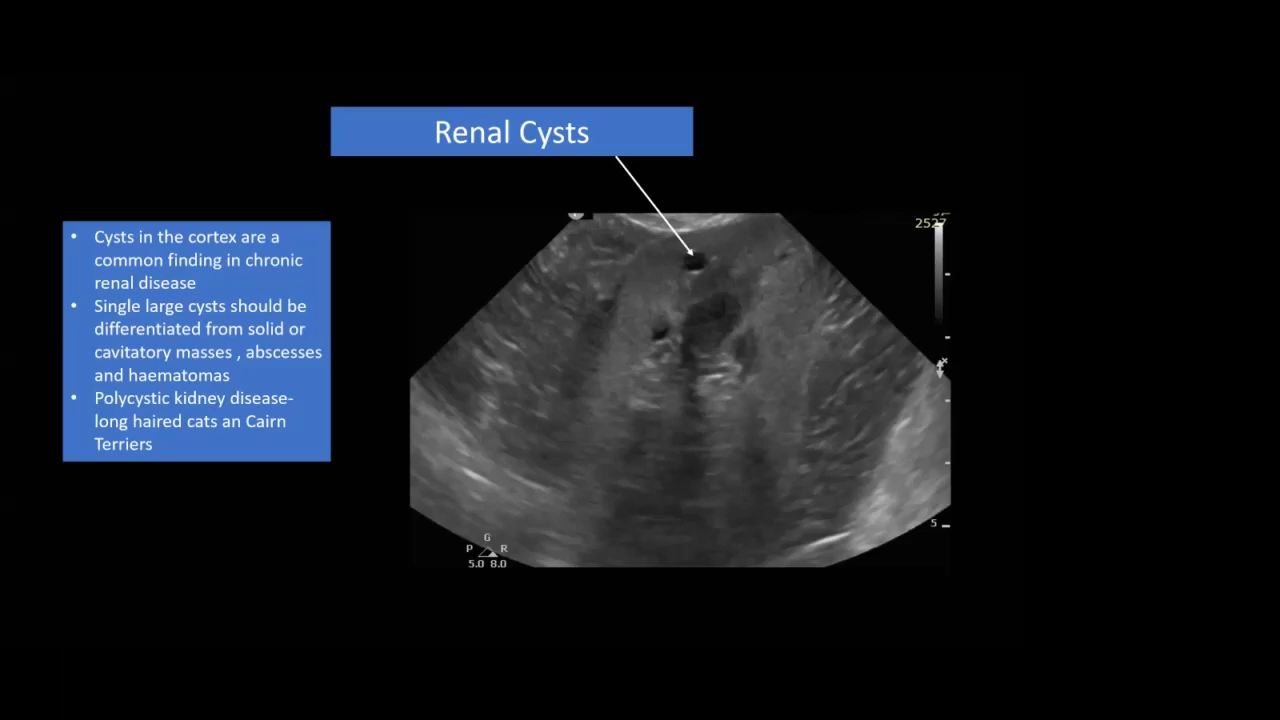 Renal Cysts
• Cysts in the cortex are a
common finding in chronic
renal disease
• Single large cysts should be
differentiated from solid or
cavitatory masses , abscesses
and haematomas
• Polycystic kidney disease-
long haired cats an Cairn
Terriers
2527
5
G
P R
5.0 8.0